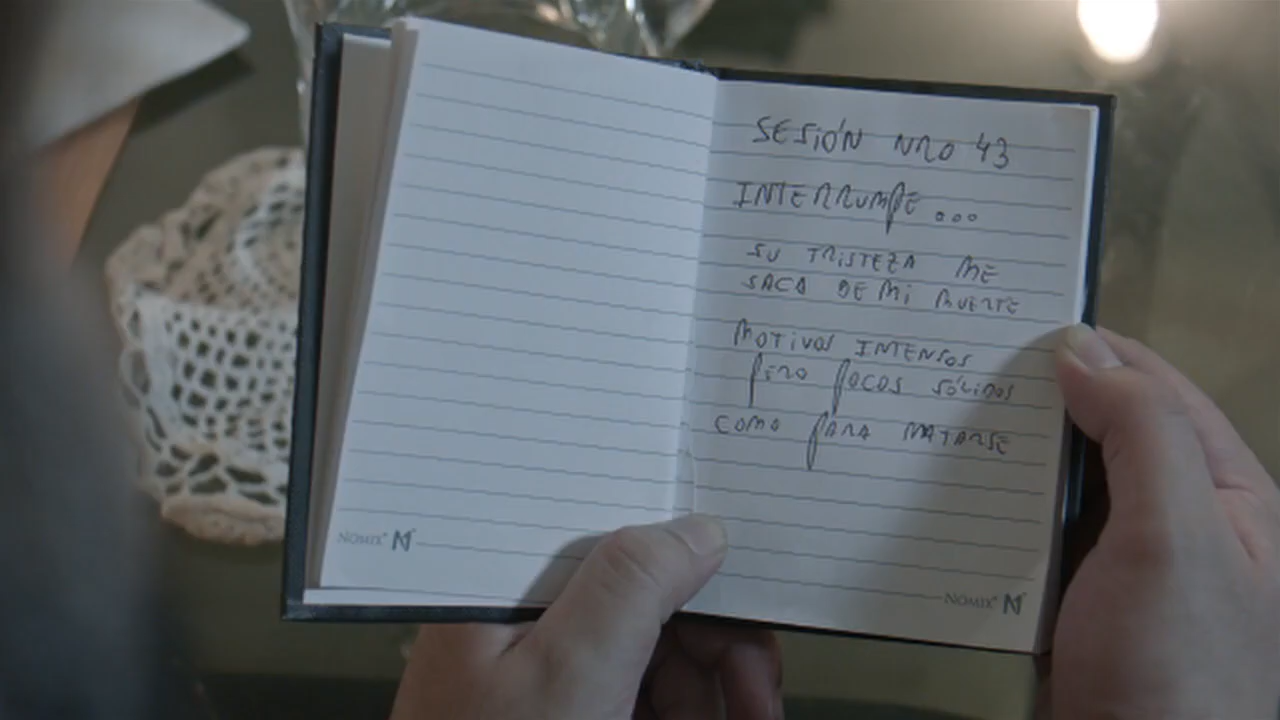 SESIÓN NRO 43
INTERRUMPE...
SU TRISTEZA ME
SACA DE MI MUERTE
MOTIVOS INTENSOS
PERO POCOS SÓLIDOS
COMO PARA MATARSE
NOMIX N
NOMIX N